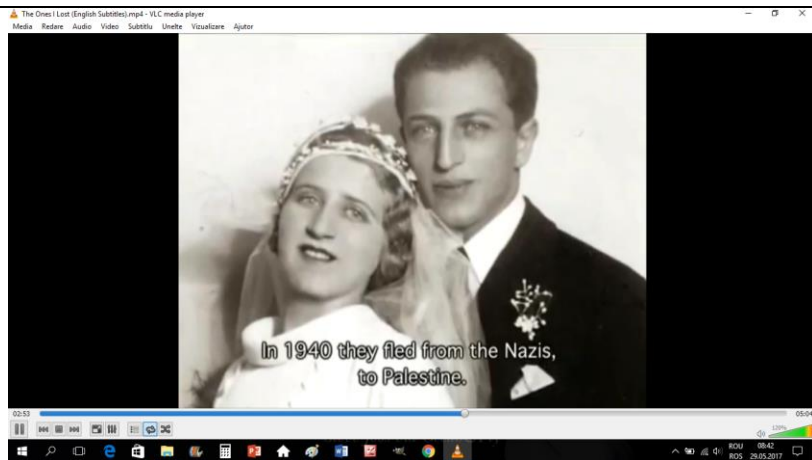 The Ones I Lost (English Subtitles).mp4 - VLC media player
Media Redare Audio Video Subtitlu Unelte Vizualizare Ajutor
In 1940 they fled from the Nazis,
to Palestine.
02:53 05:04
120%
ROU 08:42
ROS 29.05.2017